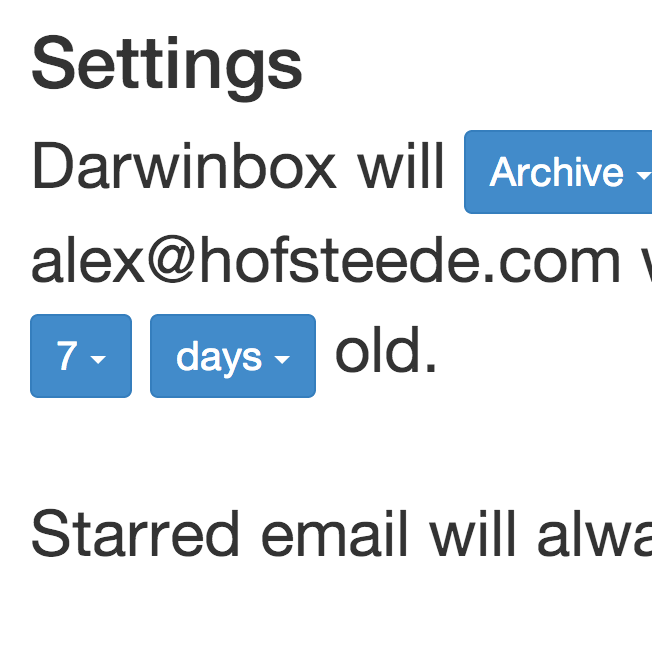 Settings
Darwinbox will Archive
alex@hofsteede.com
7 days old.
Starred email will